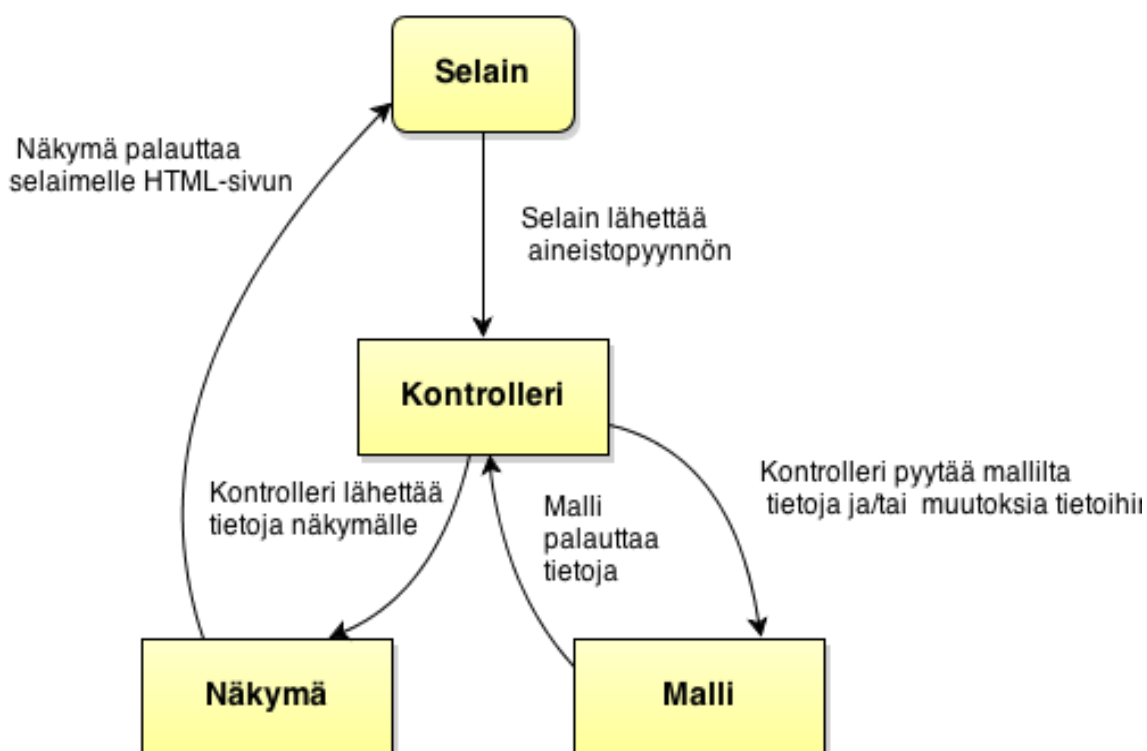 Selain
Näkymä palauttaa
selaimelle HTML-sivun
Selain lähettää
aineistopyynnön
Kontrolleri
Kontrolleri lähettää
tietoja näkymälle
Malli
palauttaa
tietoja
Kontrolleri pyytää mallilta
tietoja ja/tai muutoksia tietoihin
Näkymä
Malli